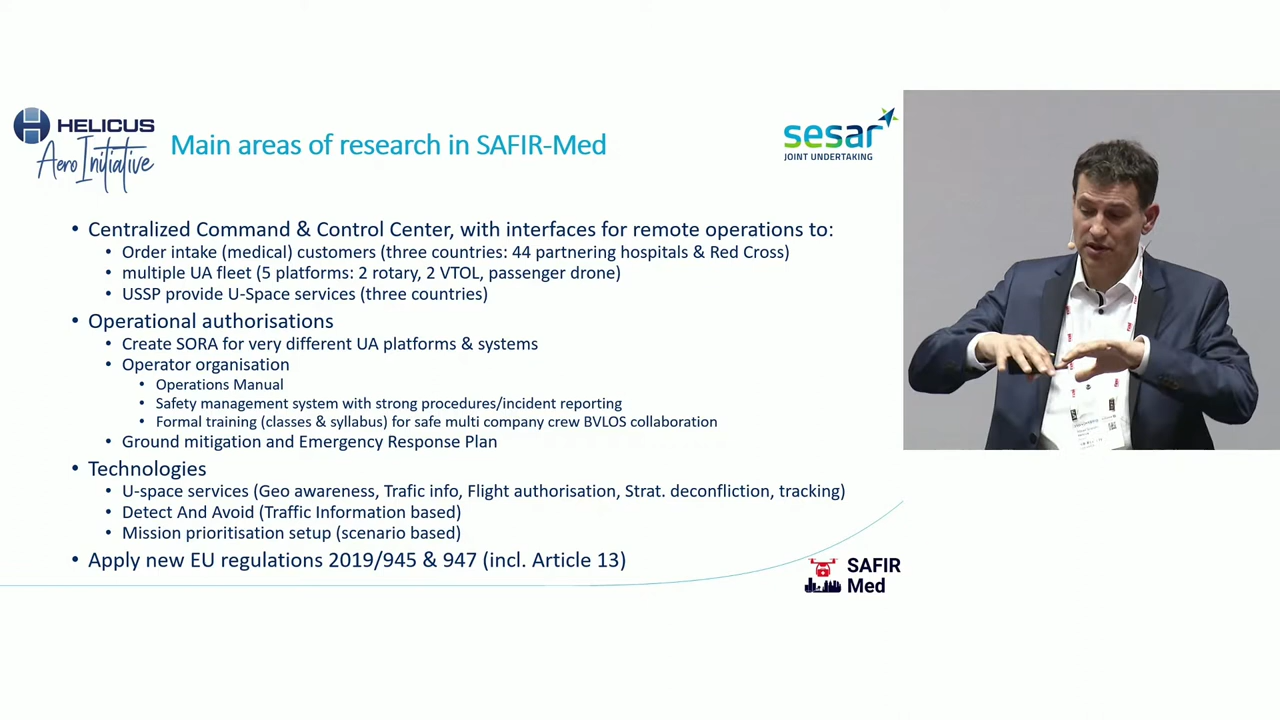 HELICUS
Aero Initiative
Main areas of research in SAFIR-Med
sesar
JOINT UNDERTAKING
• Centralized Command & Control Center, with interfaces for remote operations to:
• Order intake (medical) customers (three countries: 44 partnering hospitals & Red Cross)
• multiple UA fleet (5 platforms: 2 rotary, 2 VTOL, passenger drone)
• USSP provide U-Space services (three countries)
• Operational authorisations
• Create SORA for very different UA platforms & systems
• Operator organisation
• Operations Manual
• Safety management system with strong procedures/incident reporting
• Formal training (classes & syllabus) for safe multi company crew BVLOS collaboration
• Ground mitigation and Emergency Response Plan
• Technologies
• U-space services (Geo awareness, Trafic info, Flight authorisation, Strat. deconfliction, tracking)
• Detect And Avoid (Traffic Information based)
• Mission prioritisation setup (scenario based)
• Apply new EU regulations 2019/945 & 947 (incl. Article 13)
SAFIR
Med